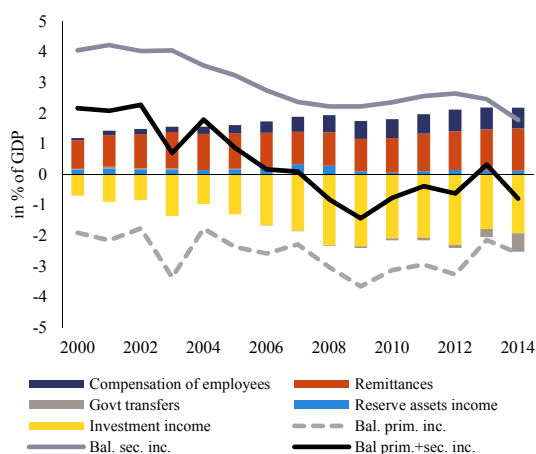 5
4
3
2
1
0
-1
-2
-3
-4
-5
in % of GDP
2000 2002 2004 2006 2008 2010 2012 2014
Compensation of employees Remittances
Govt transfers Reserve assets income
Investment income Bal. prim. inc.
Bal. sec. inc. Bal prim.+sec. inc.